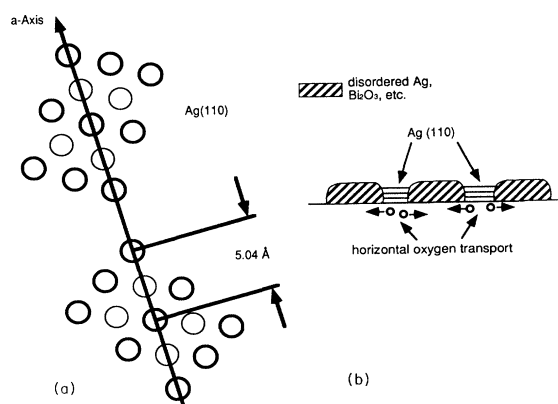 a-Axis
Ag(110)
5.04 Å
(a)
disordered Ag,
Bi₂O₃, etc.
Ag (110)
horizontal oxygen transport
(b)